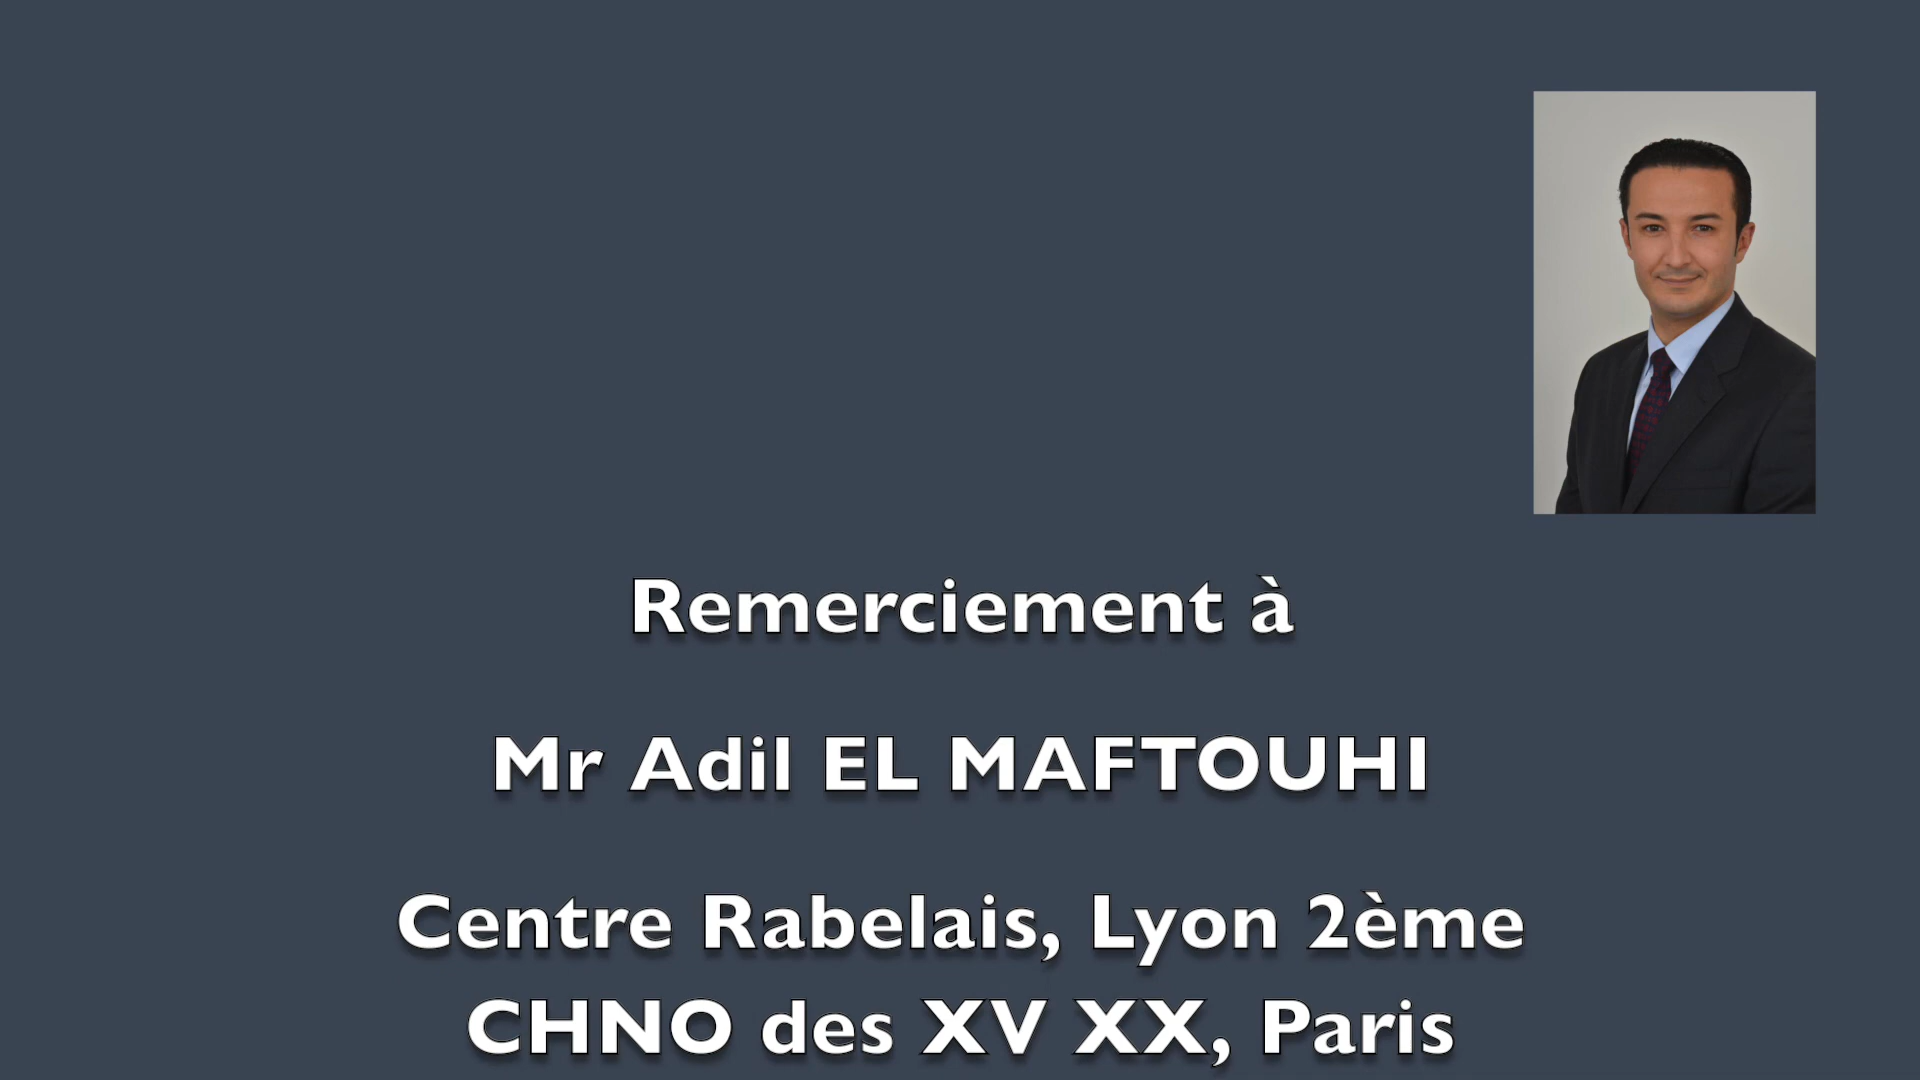 Remerciement à
Mr Adil EL MAFTOUHI
Centre Rabelais, Lyon 2ème
CHNO des XV XX, Paris